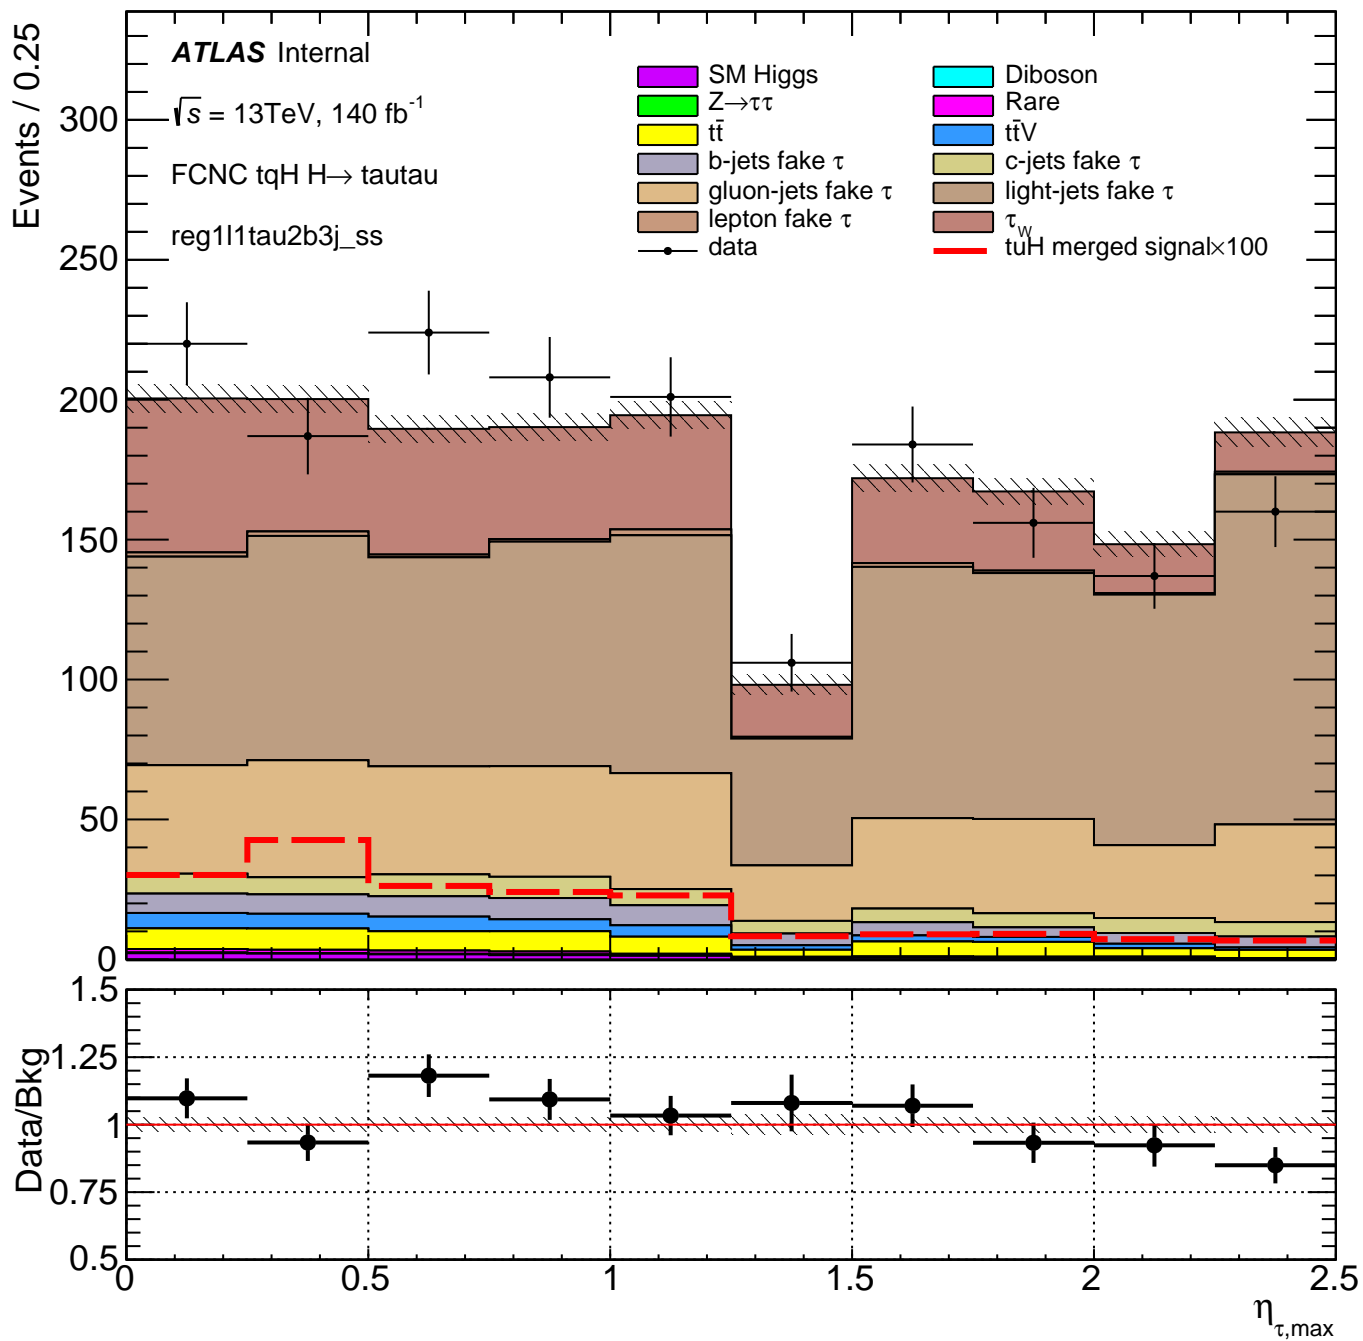 Events / 0.25
300
250
200
150
100
50
0
ATLAS Internal
√s = 13TeV, 140 fb⁻¹
FCNC tqH H→ tautau
reg1l1tau2b3j_ss
SM Higgs
Diboson
Z→ττ
Rare
tt̄
tt̄V
b-jets fake τ
c-jets fake τ
gluon-jets fake τ
light-jets fake τ
lepton fake τ
τ_W
data
tuH merged signal×100
Data/Bkg
1.5
1.25
1
0.75
0.5
0 0.5 1 1.5 2 2.5
η_τ,max